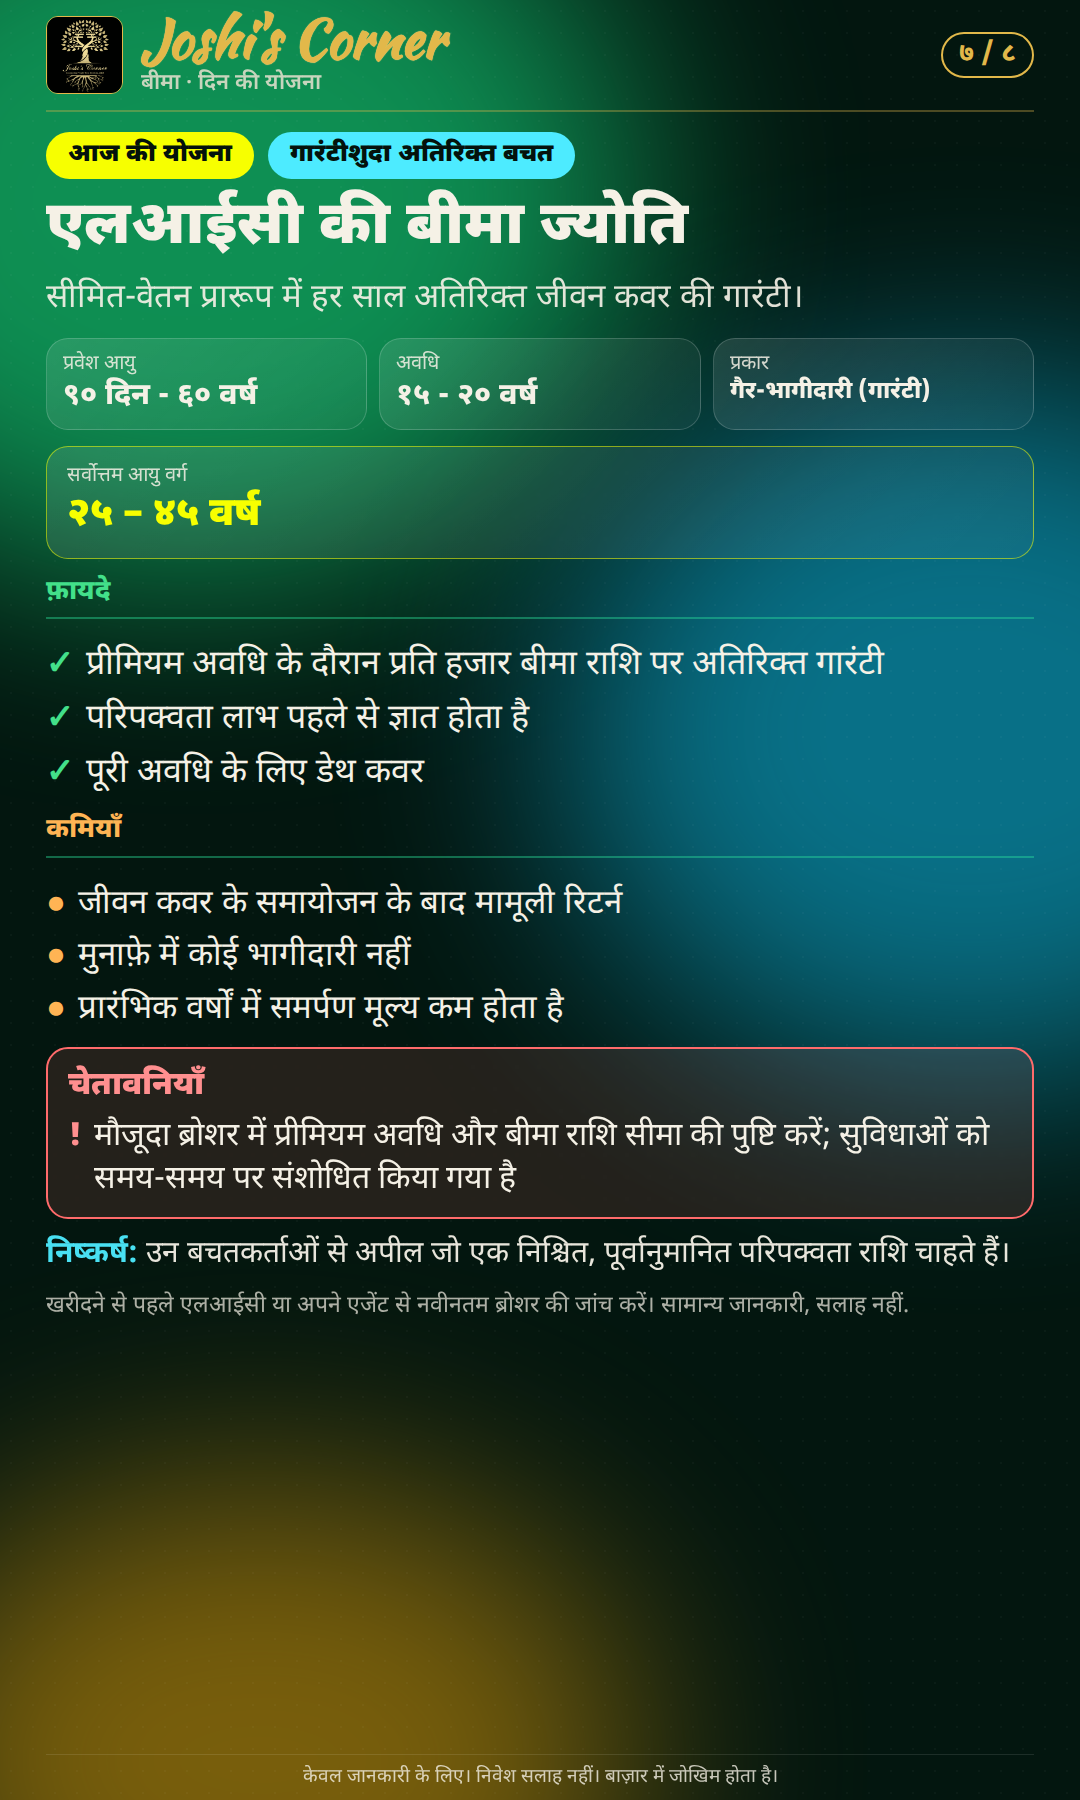 Joshi's Corner
बीमा · दिन की योजना
७ / ८
आज की योजना
गारंटीशुदा अतिरिक्त बचत
एलआईसी की बीमा ज्योति
सीमित-वेतन प्रारूप में हर साल अतिरिक्त जीवन कवर की गारंटी।
प्रवेश आयु
९० दिन - ६० वर्ष
अवधि
१५ - २० वर्ष
प्रकार
गैर-भागीदारी (गारंटी)
सर्वोत्तम आयु वर्ग
२५ – ४५ वर्ष
फ़ायदे
✓ प्रीमियम अवधि के दौरान प्रति हजार बीमा राशि पर अतिरिक्त गारंटी
✓ परिपक्वता लाभ पहले से ज्ञात होता है
✓ पूरी अवधि के लिए डेथ कवर
कमियाँ
● जीवन कवर के समायोजन के बाद मामूली रिटर्न
● मुनाफ़े में कोई भागीदारी नहीं
● प्रारंभिक वर्षों में समर्पण मूल्य कम होता है
चेतावनियाँ
! मौजूदा ब्रोशर में प्रीमियम अवधि और बीमा राशि सीमा की पुष्टि करें; सुविधाओं को
समय-समय पर संशोधित किया गया है
निष्कर्ष: उन बचतकर्ताओं से अपील जो एक निश्चित, पूर्वानुमानित परिपक्वता राशि चाहते हैं।
खरीदने से पहले एलआईसी या अपने एजेंट से नवीनतम ब्रोशर की जांच करें। सामान्य जानकारी, सलाह नहीं.
केवल जानकारी के लिए। निवेश सलाह नहीं। बाज़ार में जोखिम होता है।